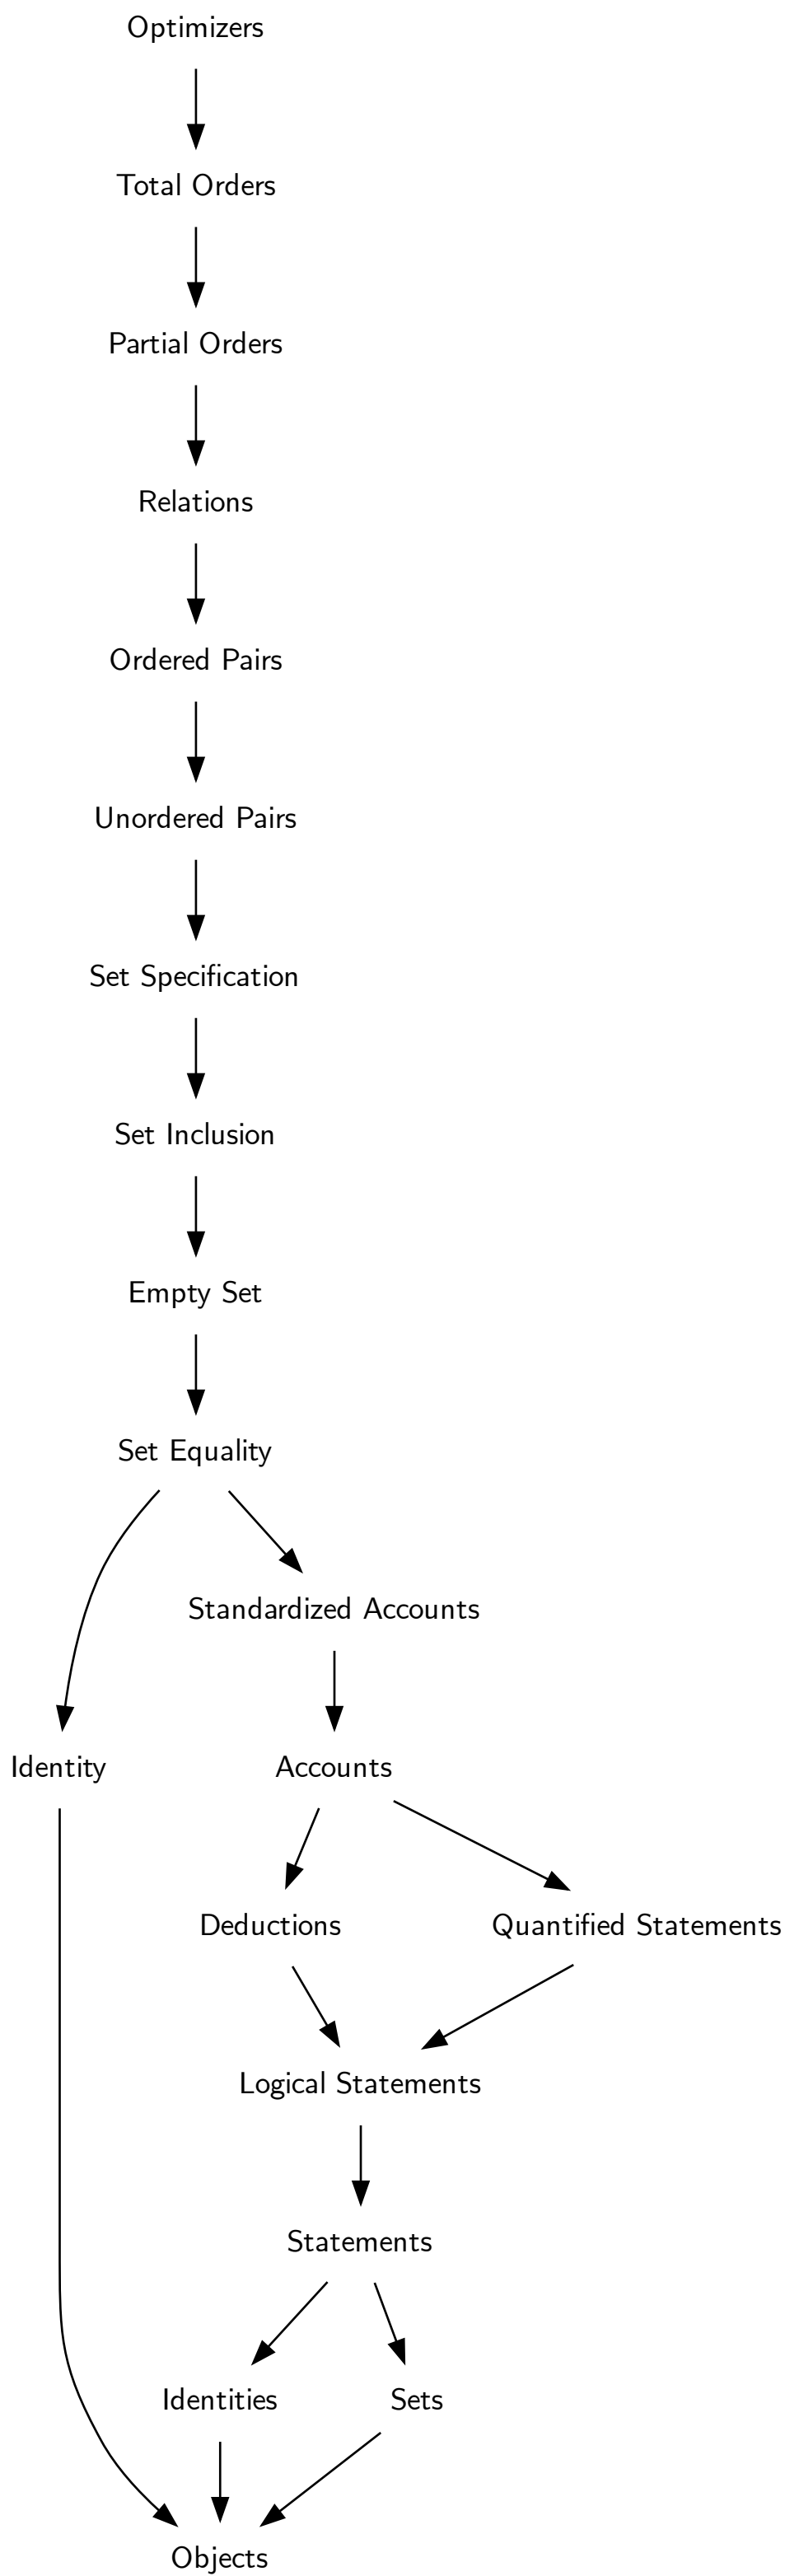 Optimizers
Total Orders
Partial Orders
Relations
Ordered Pairs
Unordered Pairs
Set Specification
Set Inclusion
Empty Set
Set Equality
Standardized Accounts
Identity
Accounts
Deductions
Quantified Statements
Logical Statements
Statements
Identities
Sets
Objects